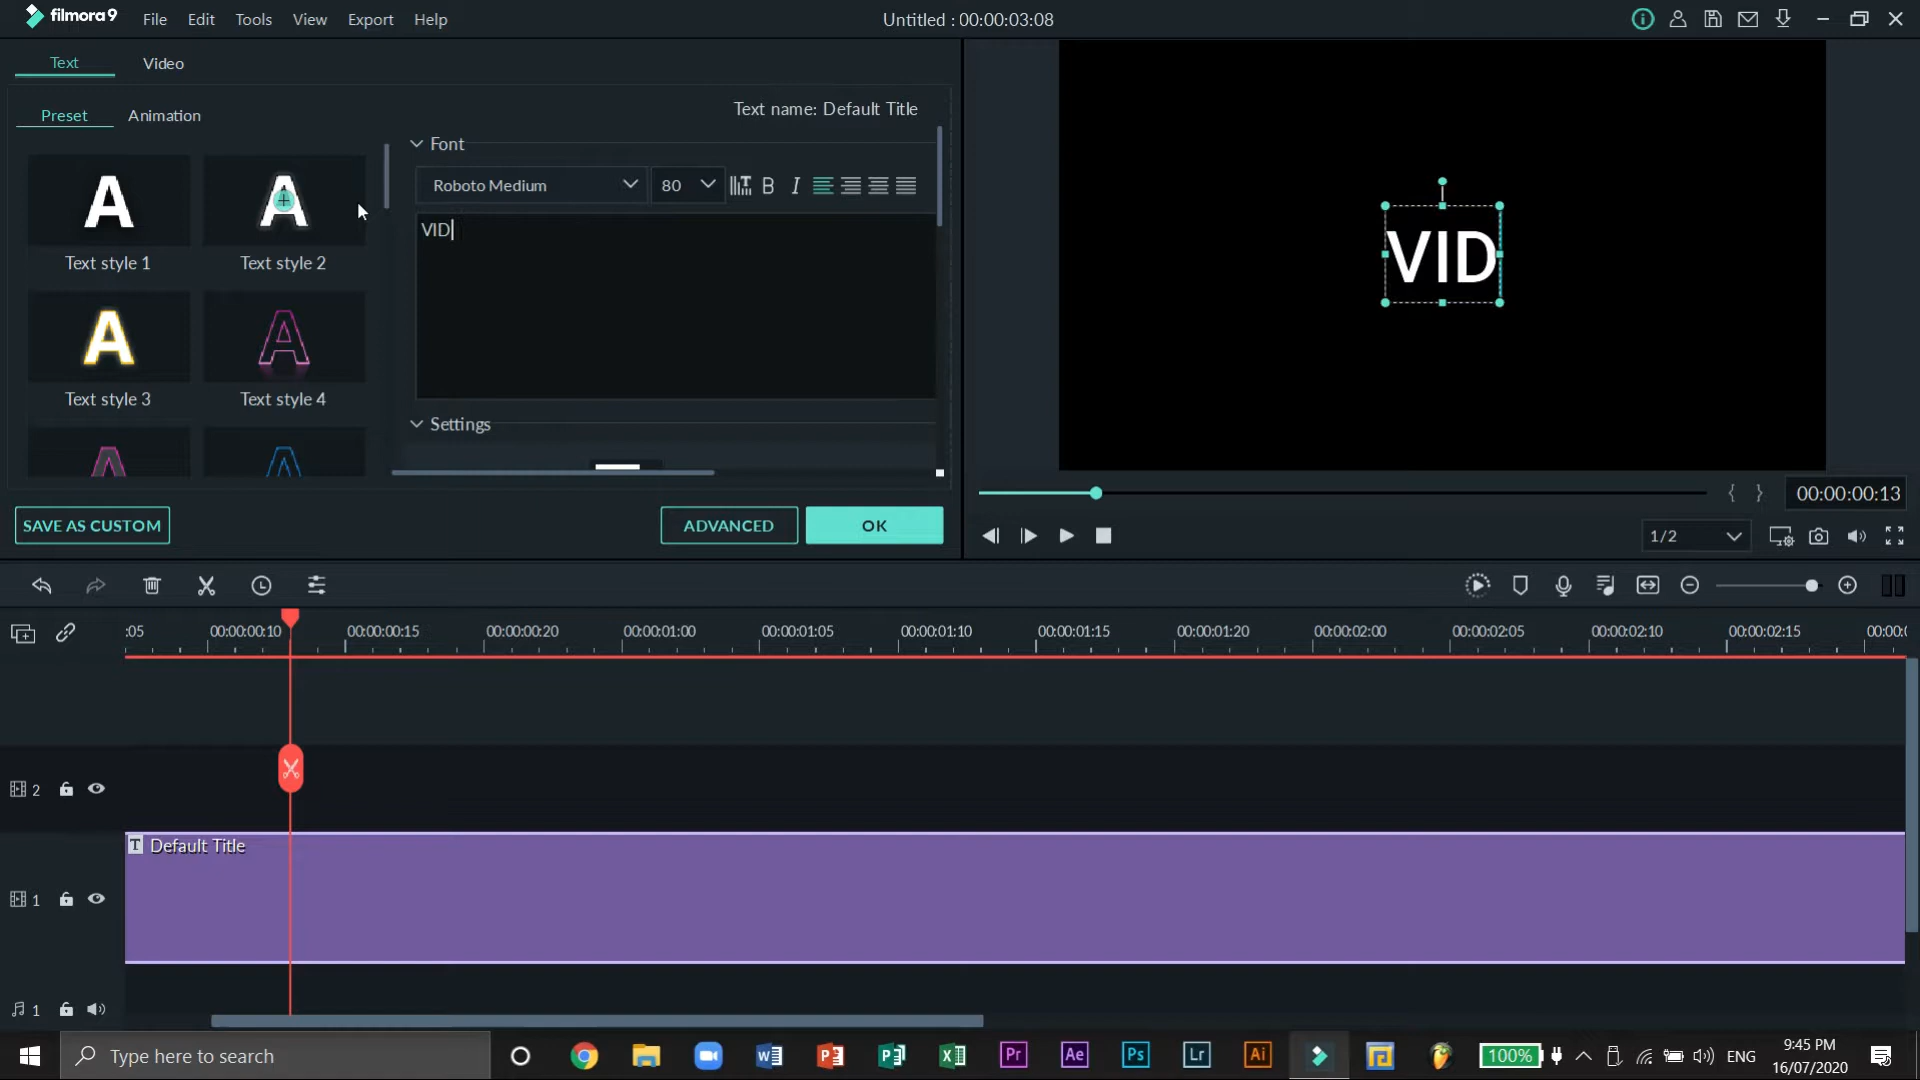 filmora9 File Edit Tools View Export Help Untitled : 00:00:03:08
Text Video
Preset Animation Text name: Default Title
Font
Roboto Medium 80 B I
VID
Text style 1 Text style 2
Text style 3 Text style 4
Settings
VID
SAVE AS CUSTOM ADVANCED OK
00:00:00:13
1/2
:05 00:00:00:10 00:00:00:15 00:00:00:20 00:00:01:00 00:00:01:05 00:00:01:10 00:00:01:15 00:00:01:20 00:00:02:00 00:00:02:05 00:00:02:10 00:00:02:15
2
T Default Title
1
1
Type here to search Pr Ae Ps Lr Ai 100% ENG 9:45 PM
16/07/2020